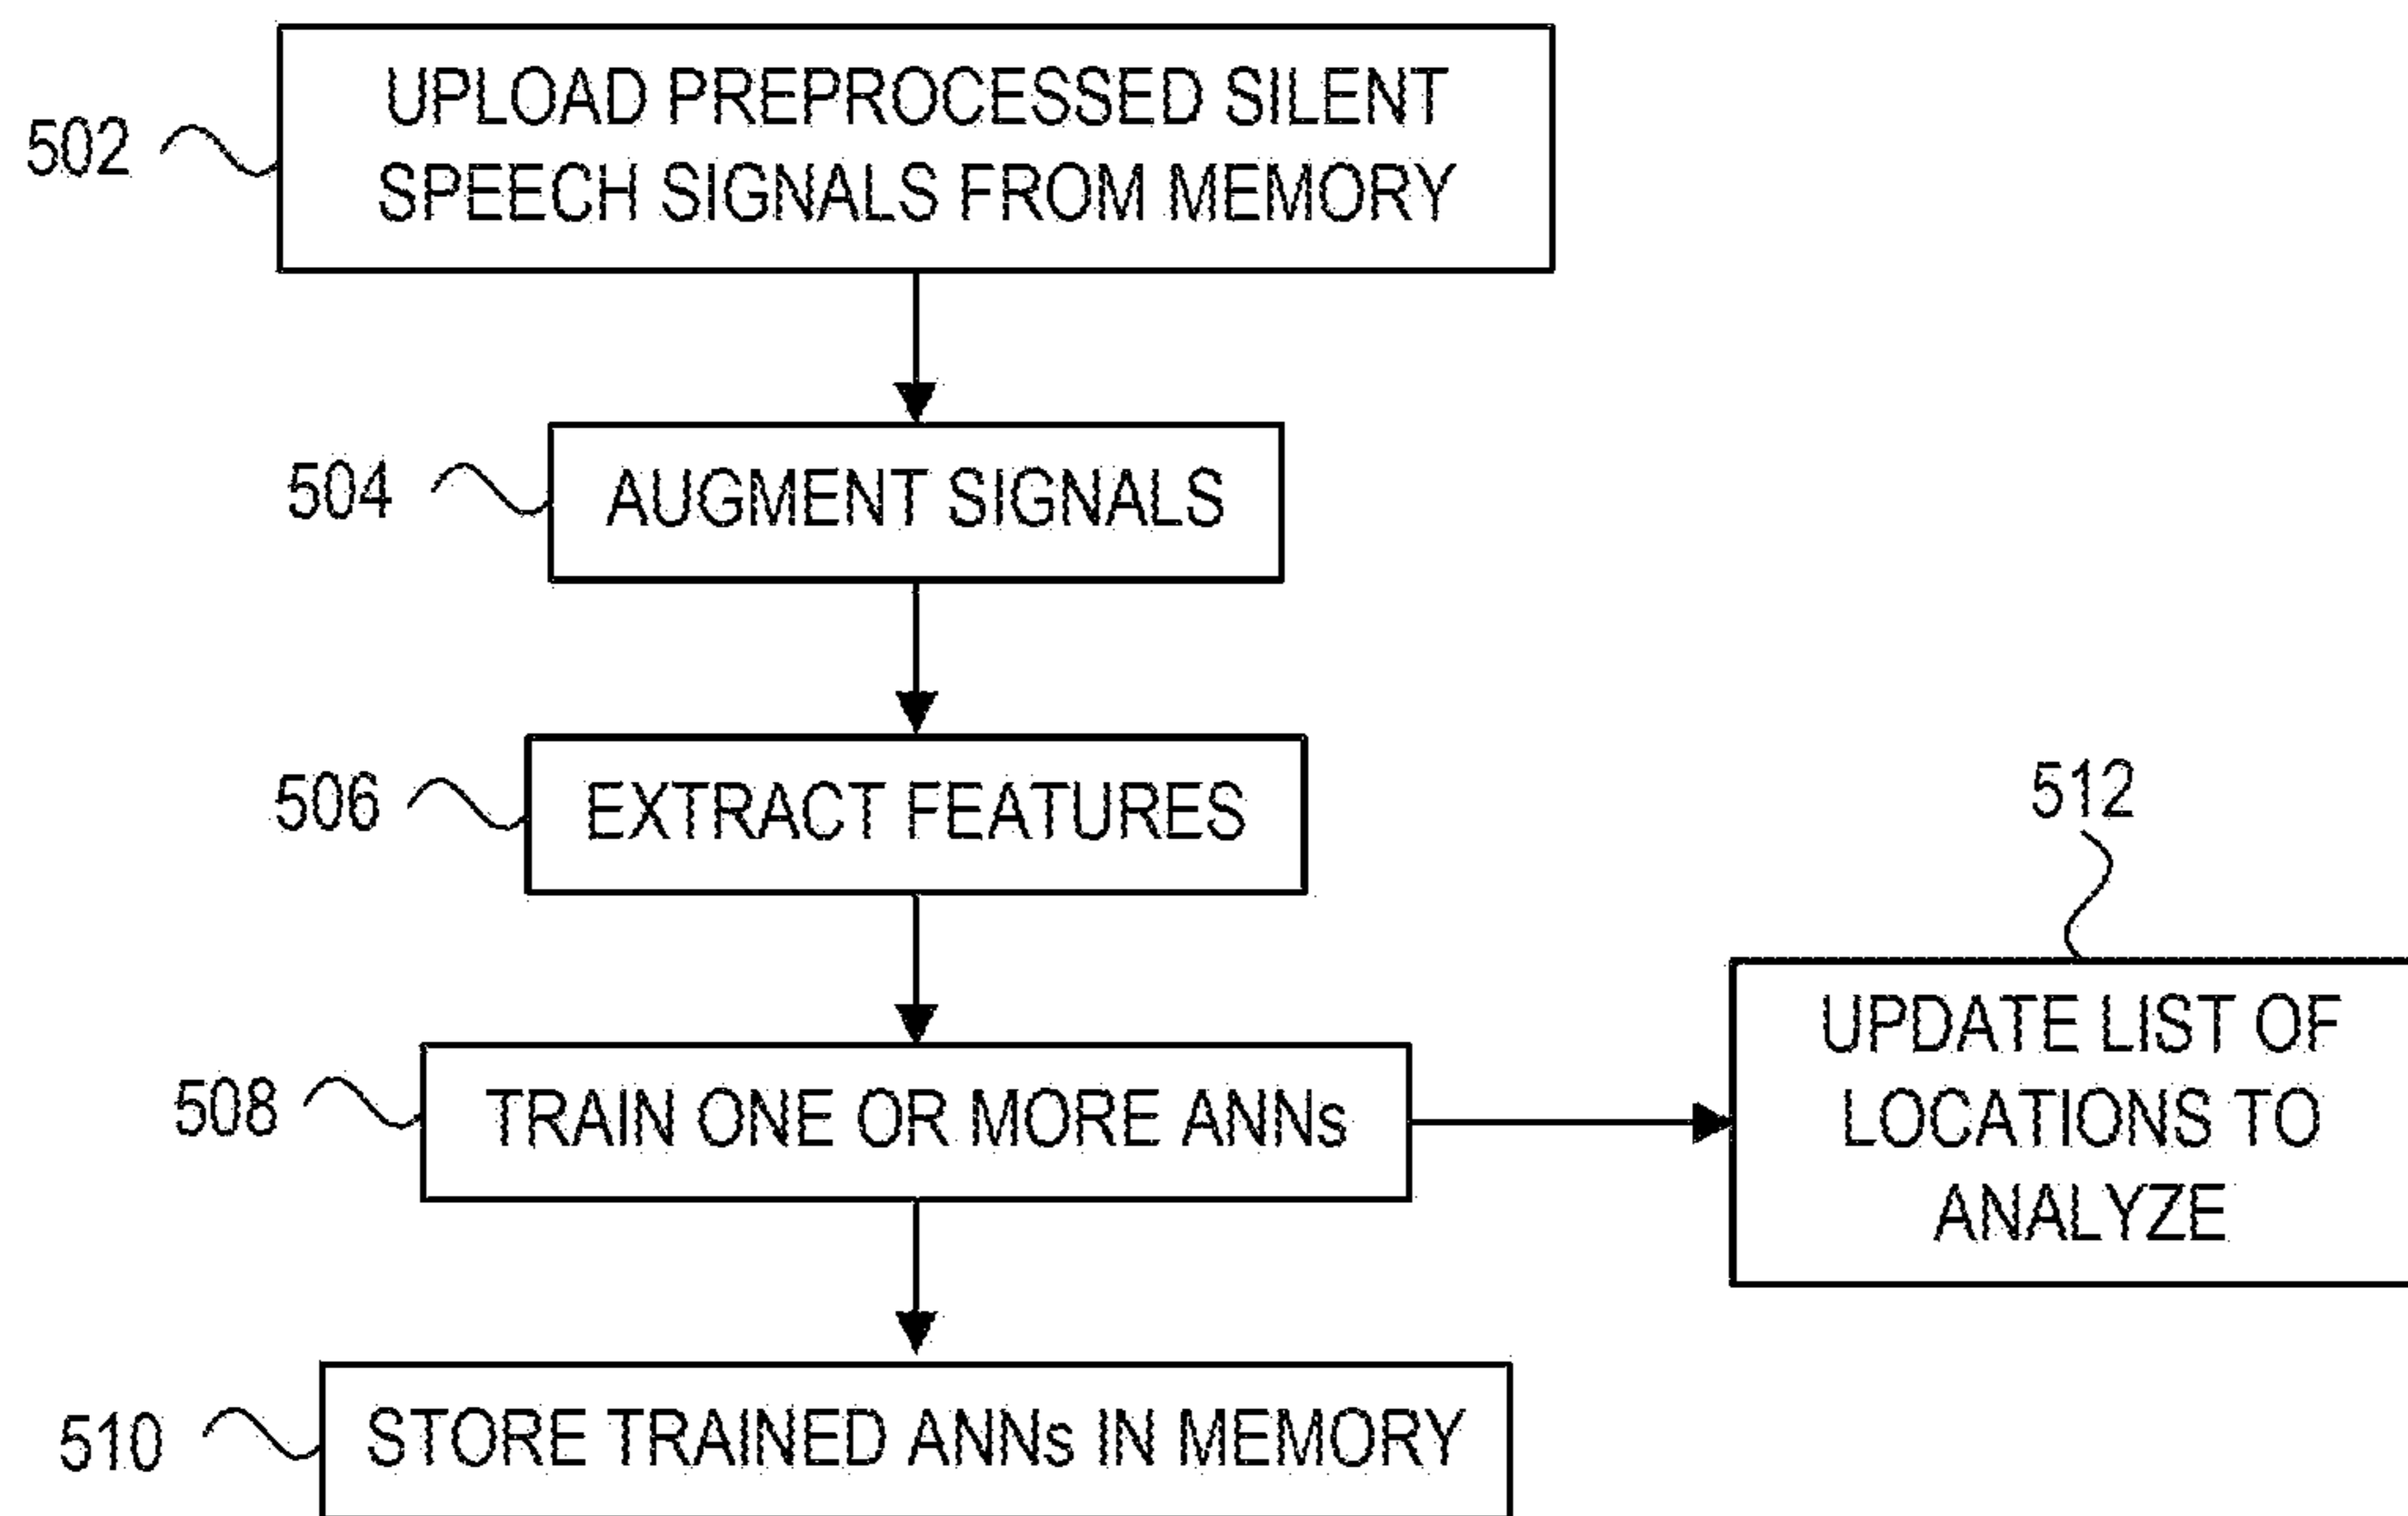 502
UPLOAD PREPROCESSED SILENT
SPEECH SIGNALS FROM MEMORY
504
AUGMENT SIGNALS
506
EXTRACT FEATURES
508
TRAIN ONE OR MORE ANNs
512
UPDATE LIST OF
LOCATIONS TO
ANALYZE
510
STORE TRAINED ANNs IN MEMORY